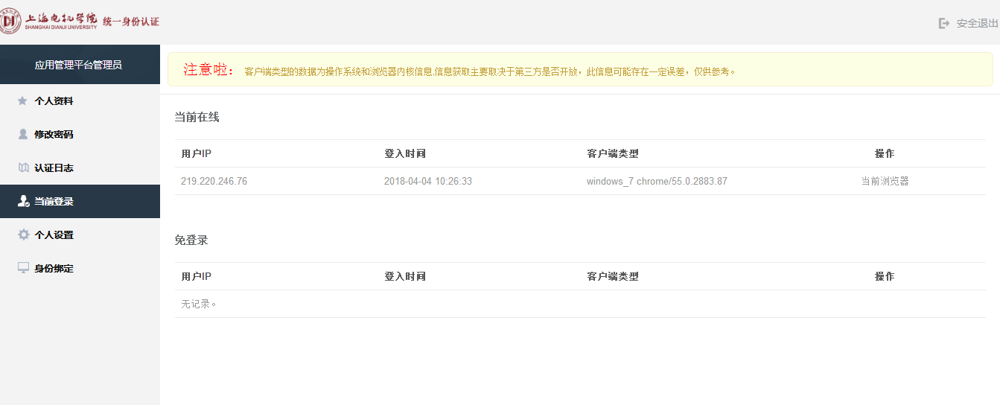 上海电机学院 统一身份认证
SHANGHAI DIANJI UNIVERSITY
安全退出
应用管理平台管理员
个人资料
修改密码
认证日志
当前登录
个人设置
身份绑定
注意啦： 客户端类型的数据为操作系统和浏览器内核信息,信息获取主要取决于第三方是否开放，此信息可能存在一定误差，仅供参考。
当前在线
用户IP 登入时间 客户端类型 操作
219.220.246.76 2018-04-04 10:26:33 windows_7 chrome/55.0.2883.87 当前浏览器
免登录
用户IP 登入时间 客户端类型 操作
无记录。